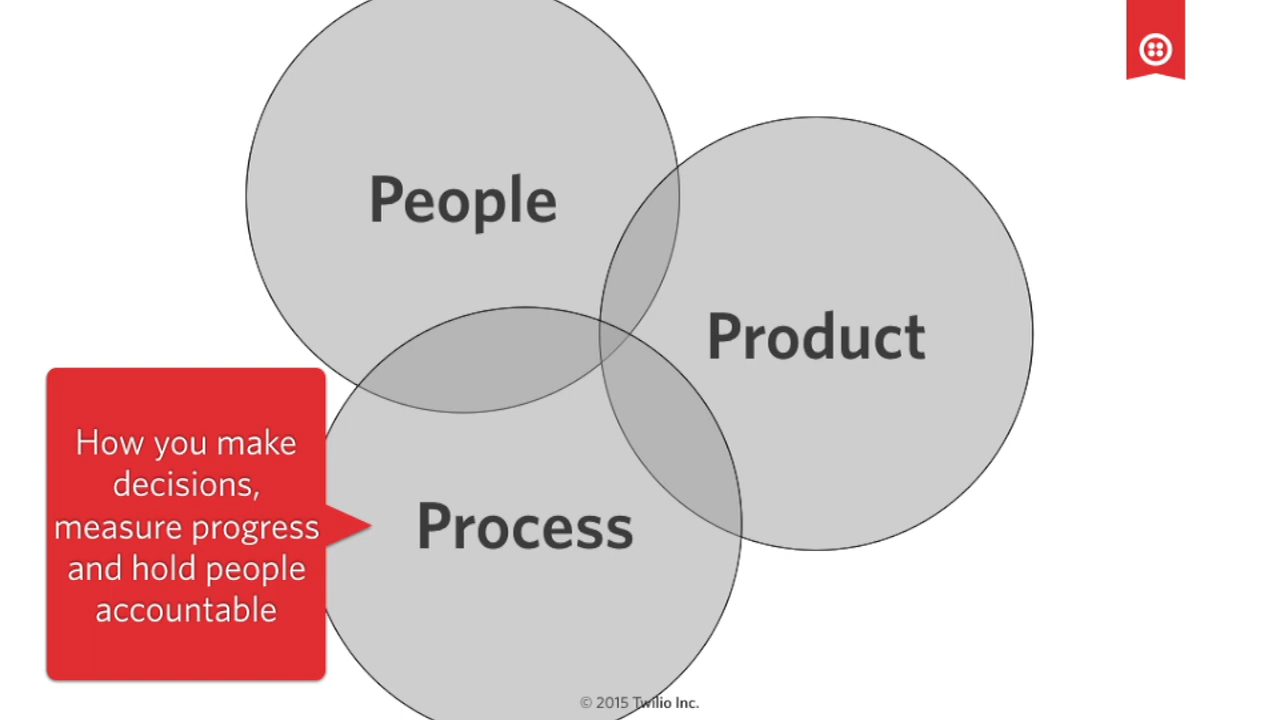 People
Product
Process
How you make
decisions,
measure progress
and hold people
accountable
© 2015 Twilio Inc.